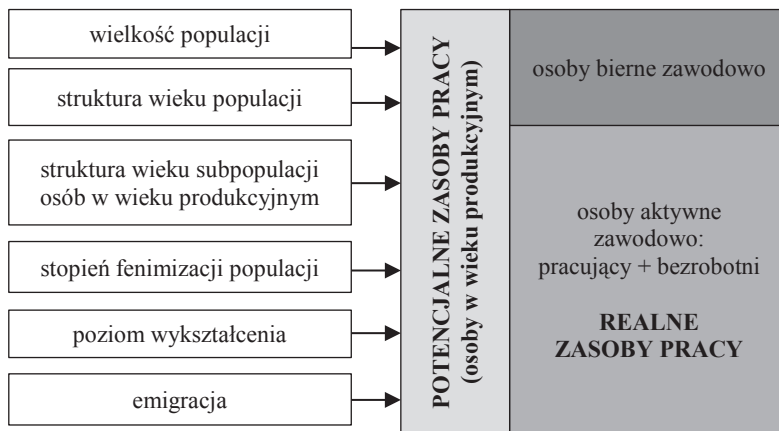 wielkość populacji
struktura wieku populacji
struktura wieku subpopulacji
osób w wieku produkcyjnym
stopień fenimizacji populacji
poziom wykształcenia
emigracja
POTENCJALNE ZASOBY PRACY
(osoby w wieku produkcyjnym)
osoby bierne zawodowo
osoby aktywne
zawodowo:
pracujący + bezrobotni
REALNE
ZASOBY PRACY